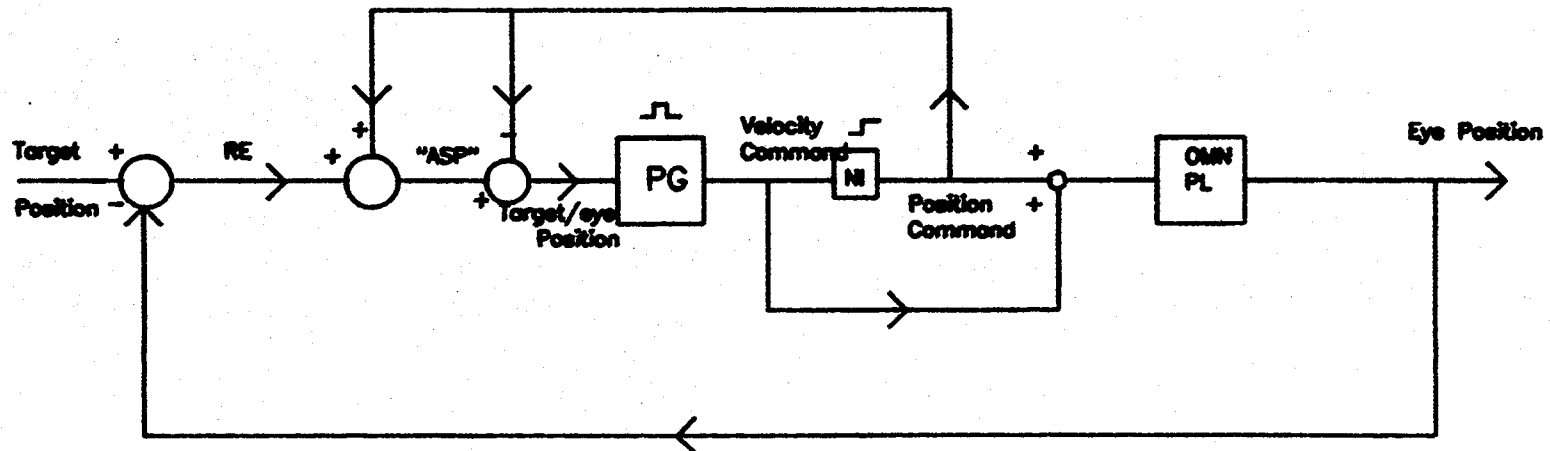 Target
Position
+
−
RE
+
+
"ASP"
−
+
Target/eye
Position
PG
Velocity
Command
NI
Position
Command
+
+
OMN
PL
Eye Position